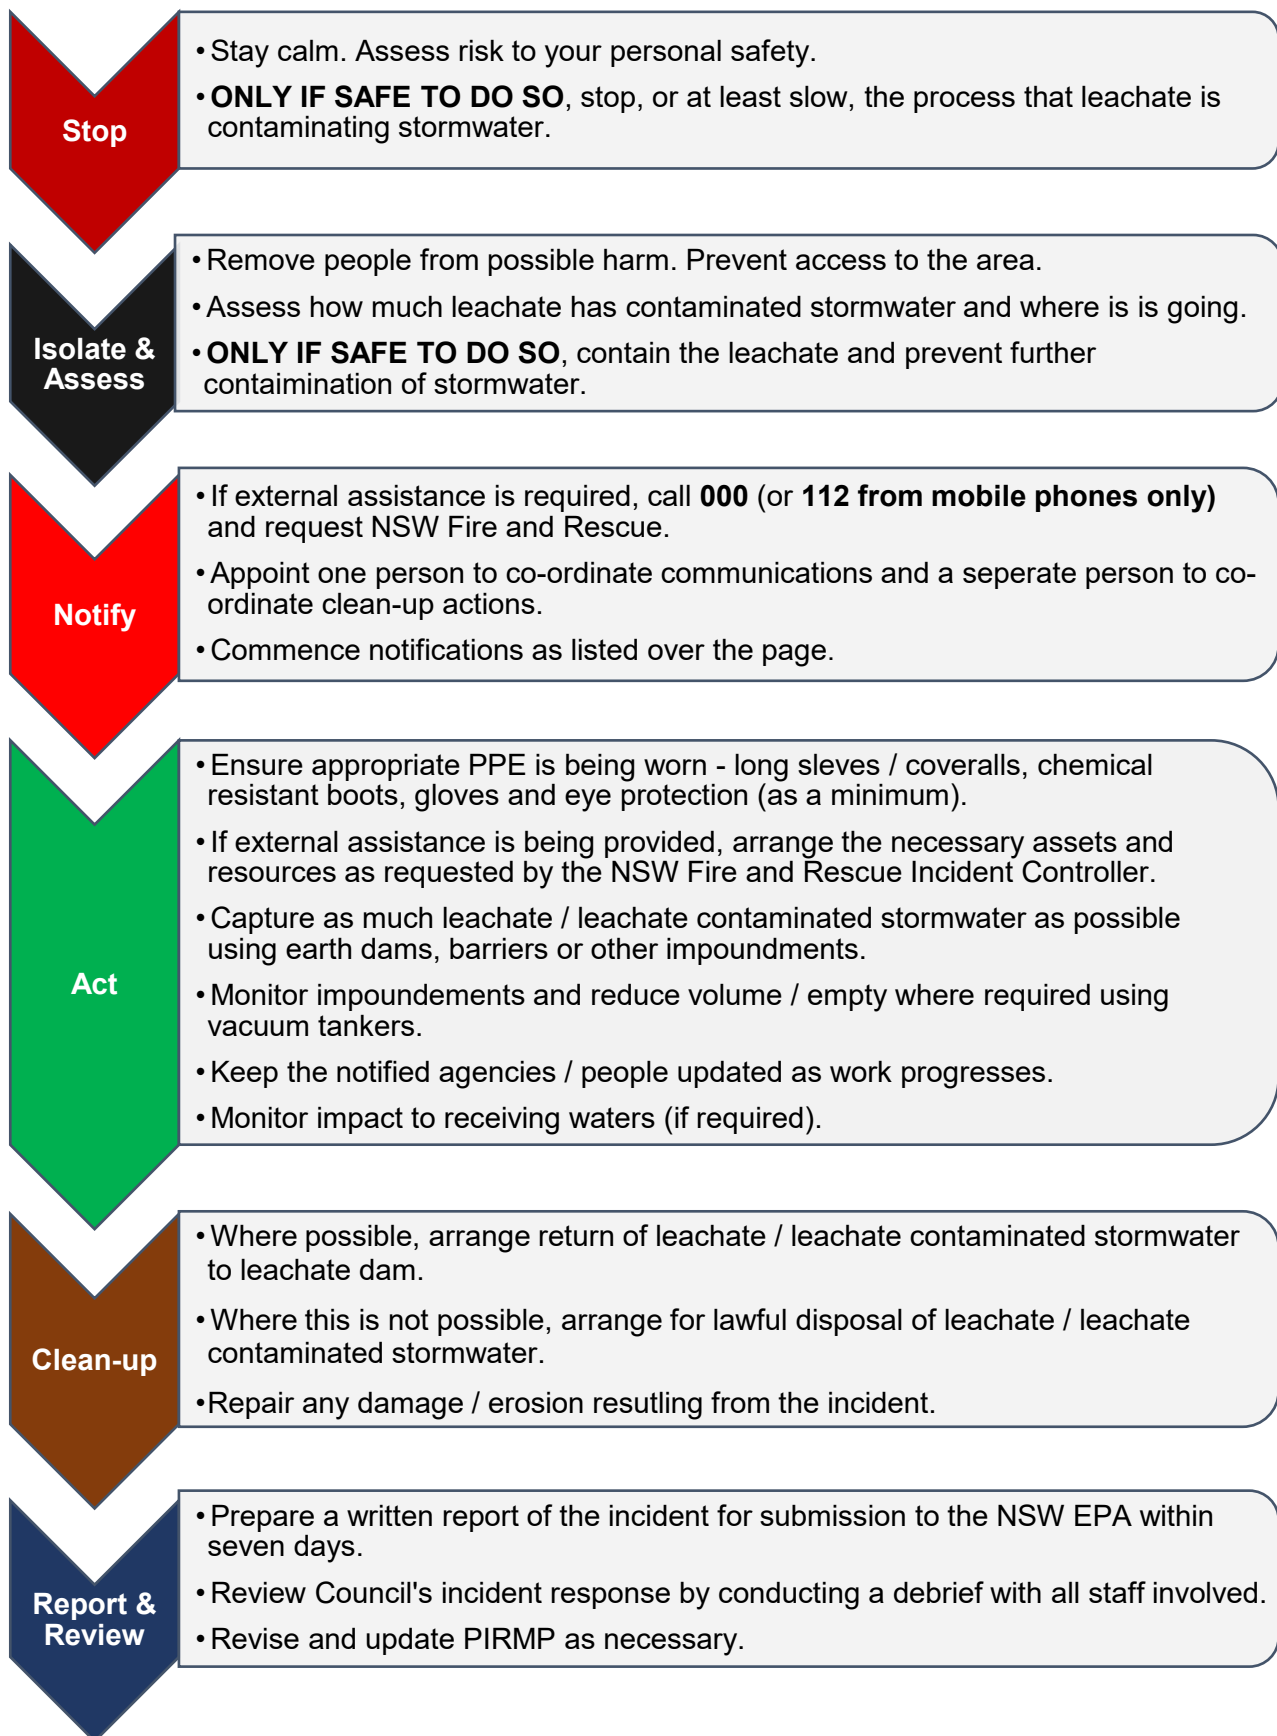 Stop
• Stay calm. Assess risk to your personal safety.
• ONLY IF SAFE TO DO SO, stop, or at least slow, the process that leachate is
contaminating stormwater.
Isolate &
Assess
• Remove people from possible harm. Prevent access to the area.
• Assess how much leachate has contaminated stormwater and where is is going.
• ONLY IF SAFE TO DO SO, contain the leachate and prevent further
contaimination of stormwater.
Notify
• If external assistance is required, call 000 (or 112 from mobile phones only)
and request NSW Fire and Rescue.
• Appoint one person to co-ordinate communications and a seperate person to co-
ordinate clean-up actions.
• Commence notifications as listed over the page.
Act
• Ensure appropriate PPE is being worn - long sleves / coveralls, chemical
resistant boots, gloves and eye protection (as a minimum).
• If external assistance is being provided, arrange the necessary assets and
resources as requested by the NSW Fire and Rescue Incident Controller.
• Capture as much leachate / leachate contaminated stormwater as possible
using earth dams, barriers or other impoundments.
• Monitor impoundements and reduce volume / empty where required using
vacuum tankers.
• Keep the notified agencies / people updated as work progresses.
• Monitor impact to receiving waters (if required).
Clean-up
• Where possible, arrange return of leachate / leachate contaminated stormwater
to leachate dam.
• Where this is not possible, arrange for lawful disposal of leachate / leachate
contaminated stormwater.
• Repair any damage / erosion resutling from the incident.
Report &
Review
• Prepare a written report of the incident for submission to the NSW EPA within
seven days.
• Review Council's incident response by conducting a debrief with all staff involved.
• Revise and update PIRMP as necessary.